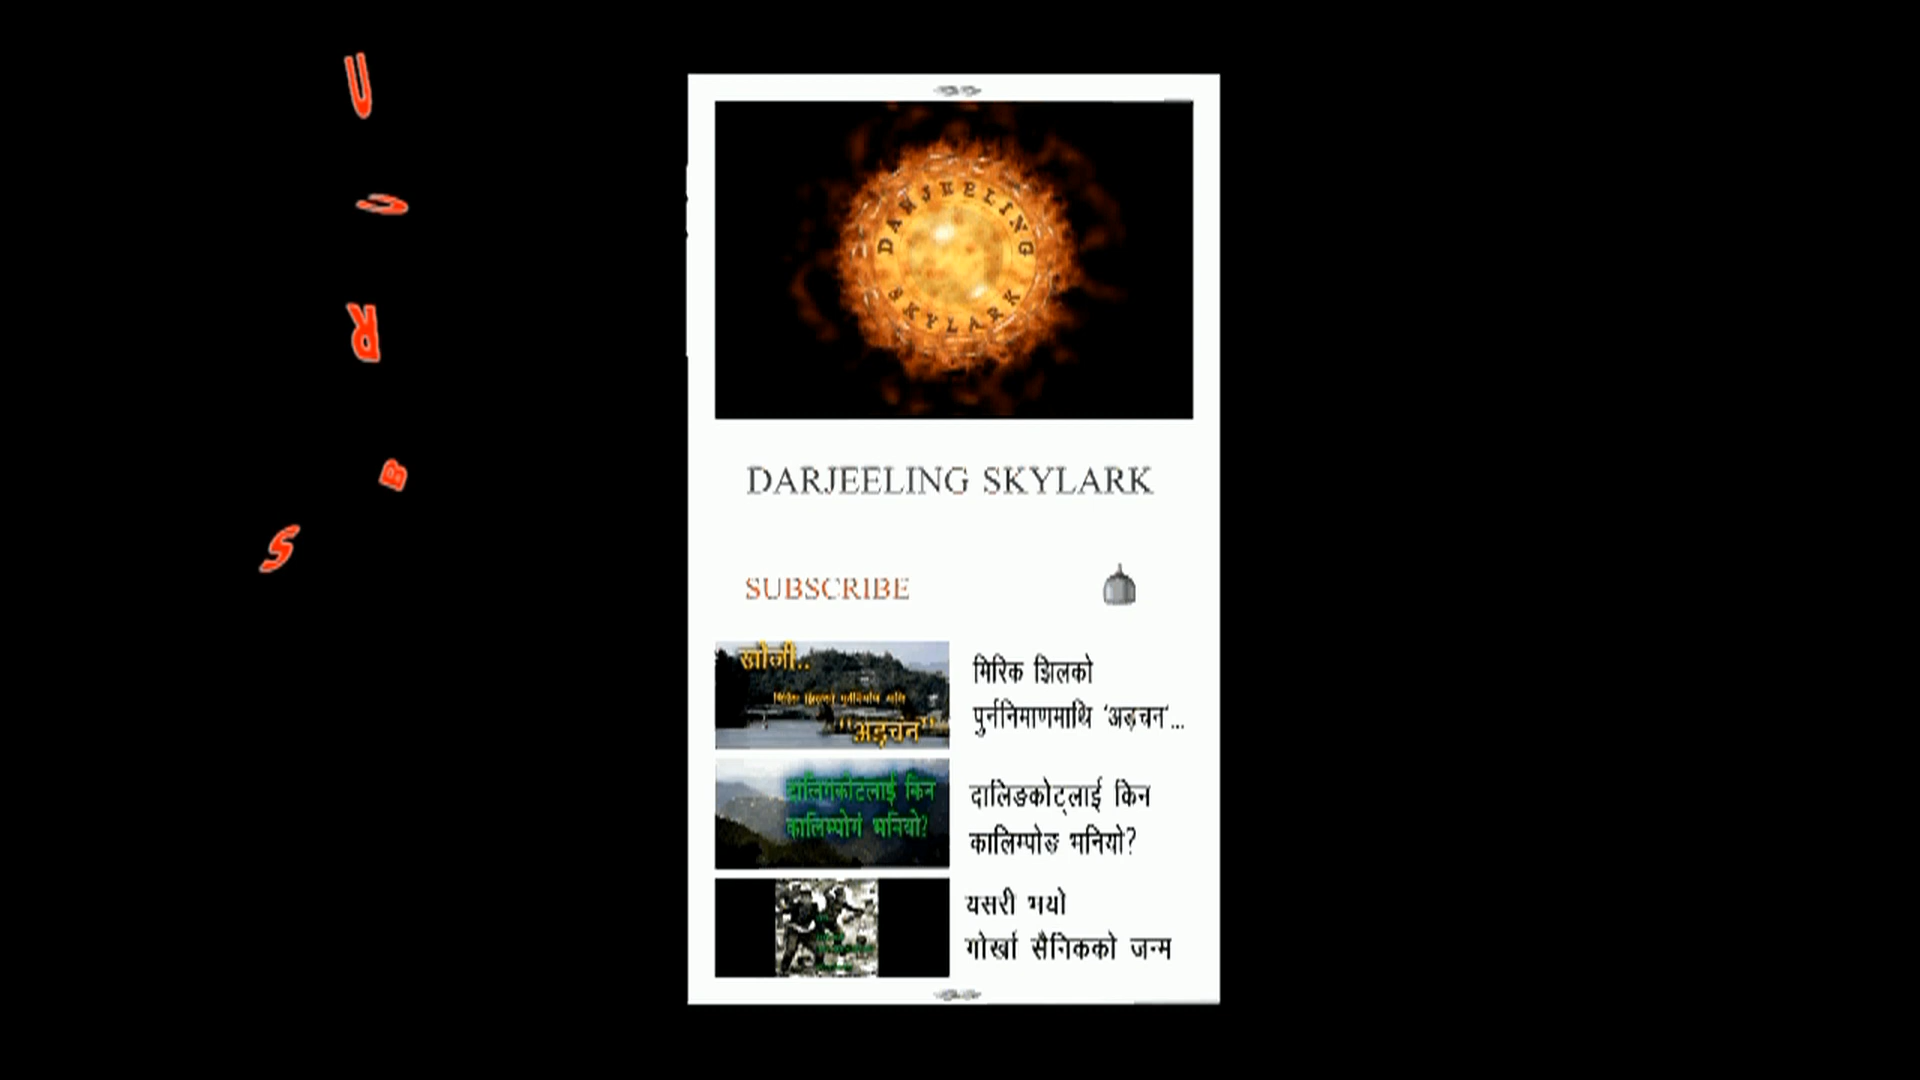 U
C
R
B
S
DARJEELING
SKYLARK
DARJEELING SKYLARK
SUBSCRIBE
खोजी..
"अड्चन"
मिरिक झिलको
पुर्ननिमाणमाथि 'अड्चन'...
दालिगंकोटलाई किन
कालिम्पोगं भनियो?
दालिङकोट्लाई किन
कालिम्पोङ भनियो?
यसरी भयो
गोर्खा सैनिकको जन्म